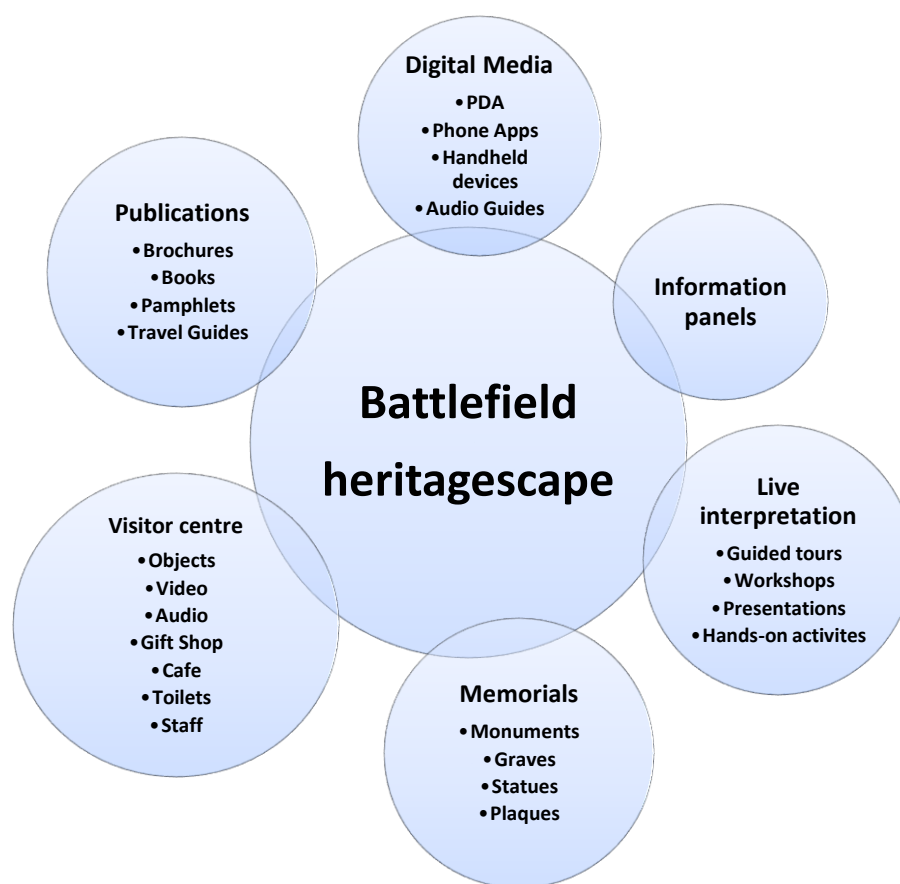 Digital Media
•PDA
•Phone Apps
•Handheld
devices
•Audio Guides
Publications
•Brochures
•Books
•Pamphlets
•Travel Guides
Information
panels
Battlefield
heritagescape
Live
interpretation
•Guided tours
•Workshops
•Presentations
•Hands-on activites
Visitor centre
•Objects
•Video
•Audio
•Gift Shop
•Cafe
•Toilets
•Staff
Memorials
•Monuments
•Graves
•Statues
•Plaques